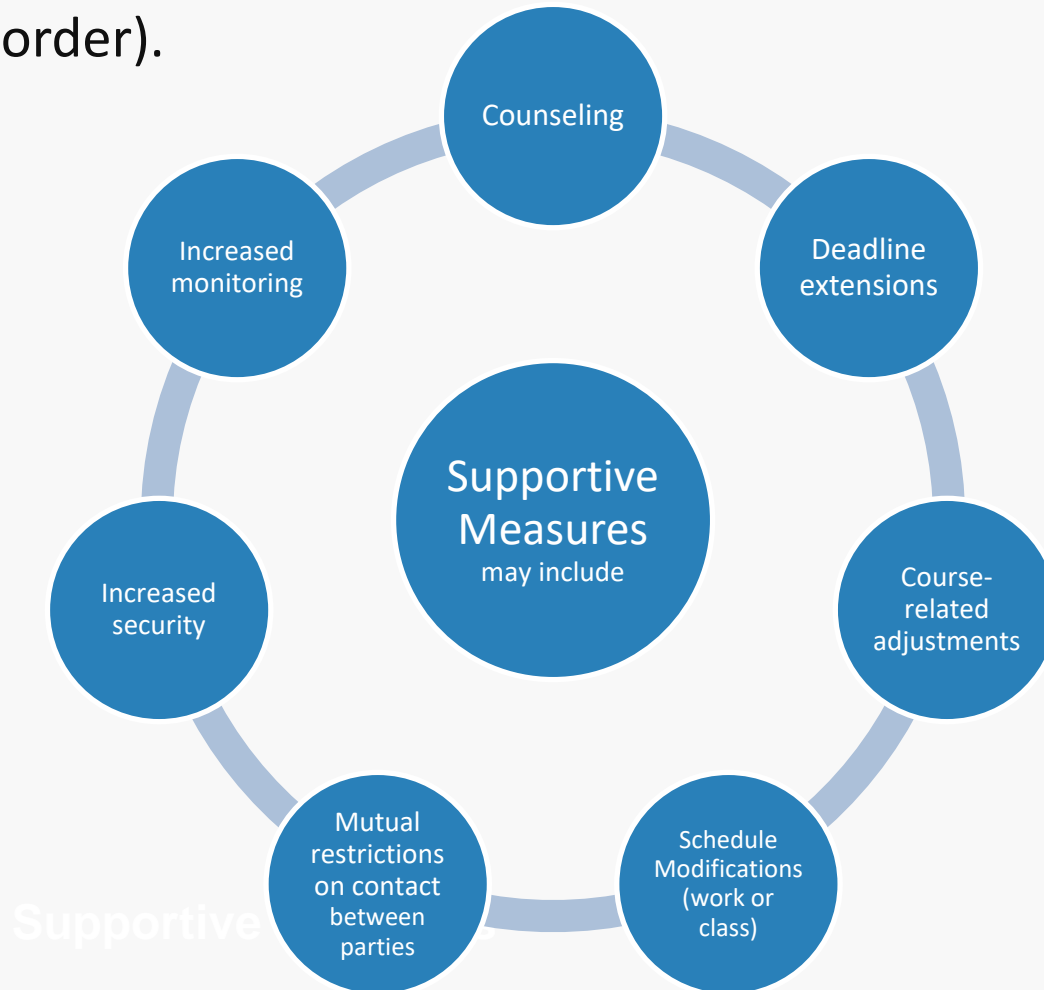 order).
Counseling
Deadline
extensions
Course-
related
adjustments
Schedule
Modifications
(work or
class)
Mutual
restrictions
on contact
between
parties
Increased
security
Increased
monitoring
Supportive
Measures
may include
Supportive